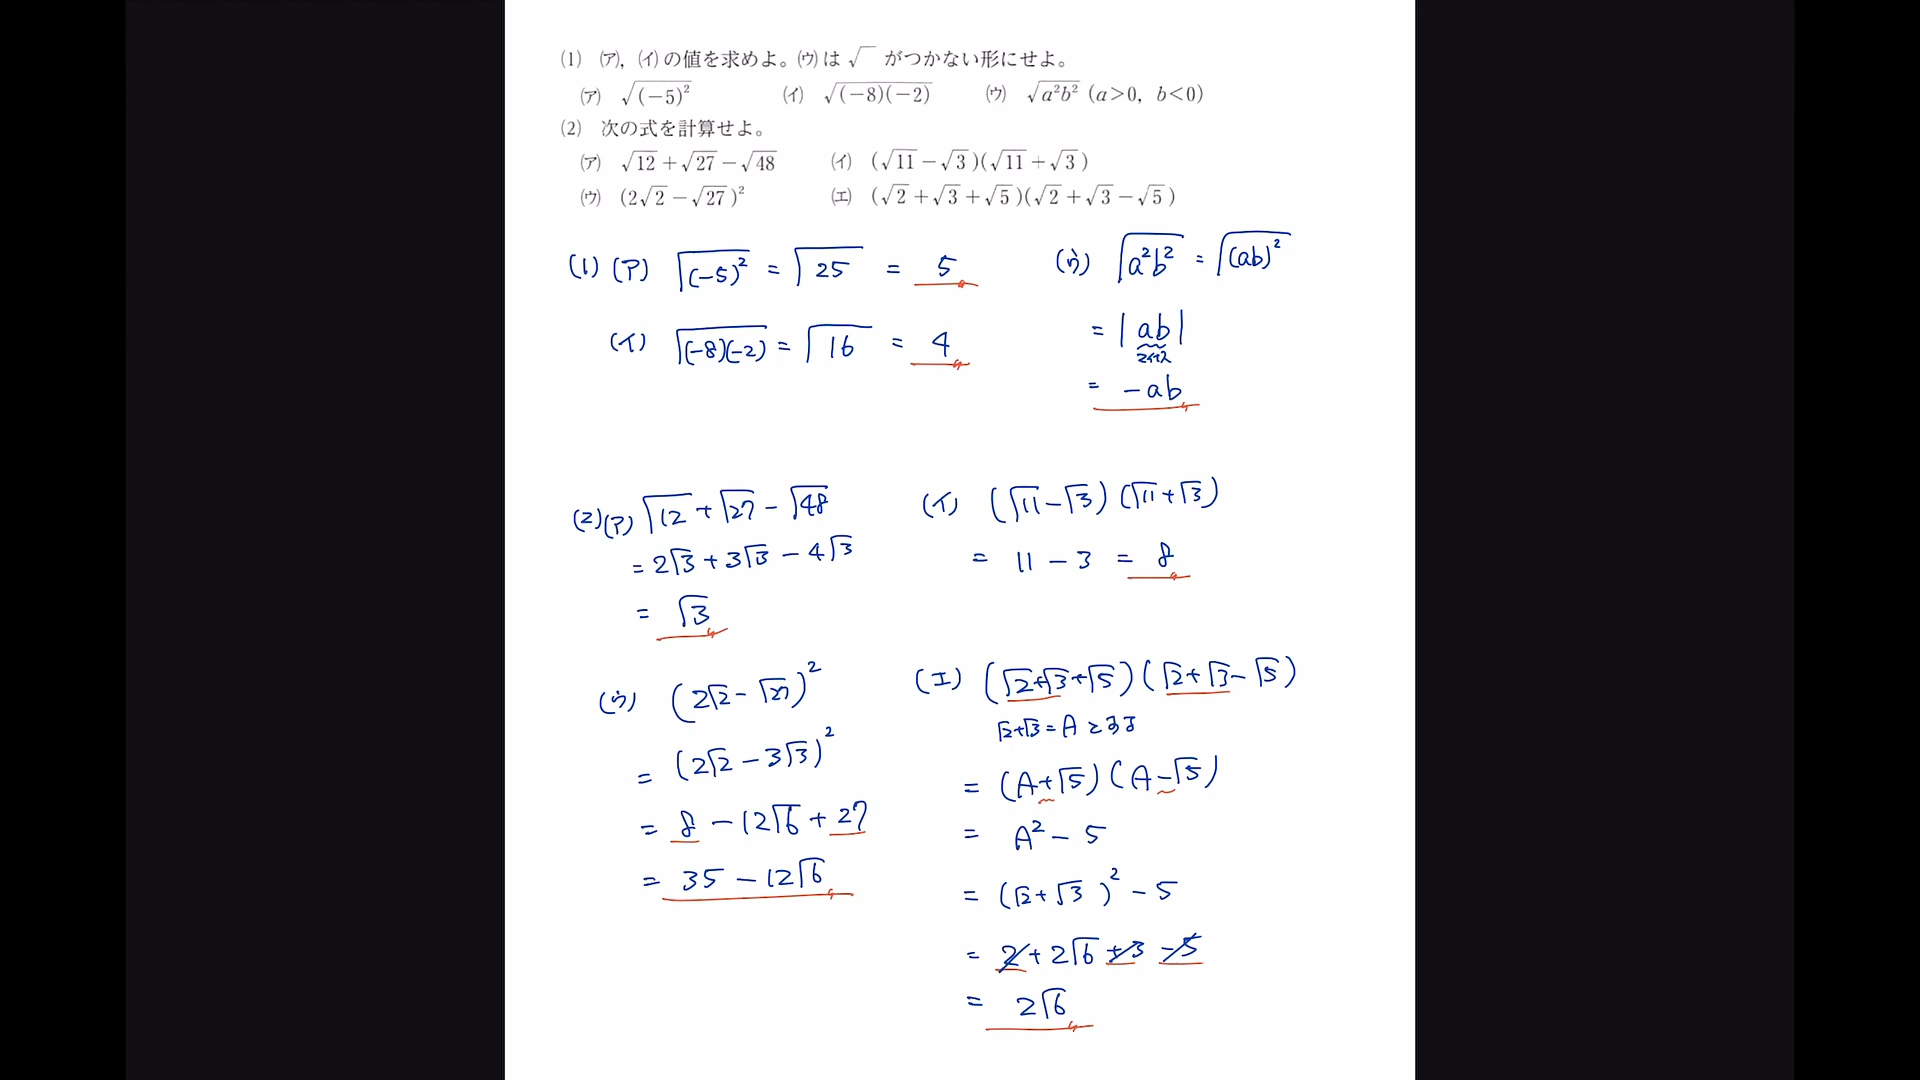 (1) (ア), (イ)の値を求めよ。(ウ)は √ がつかない形にせよ。
(ア) √(−5)² (イ) √(−8)(−2) (ウ) √a²b² (a>0, b<0)
(2) 次の式を計算せよ。
(ア) √12+√27−√48 (イ) (√11−√3)(√11+√3)
(ウ) (2√2−√27)² (エ) (√2+√3+√5)(√2+√3−√5)
(1) (ア) √(−5)² = √25 = 5
(イ) √(−8)(−2) = √16 = 4
(ウ) √a²b² = √(ab)²
= |ab|
= −ab
(2)(ア) √12+√27−√48
= 2√3+3√3−4√3
= √3
(イ) (√11−√3)(√11+√3)
= 11−3 = 8
(ウ) (2√2−√27)²
= (2√2−3√3)²
= 8−12√6+27
= 35−12√6
(エ) (√2+√3+√5)(√2+√3−√5)
√2+√3=Aとする
= (A+√5)(A−√5)
= A²−5
= (√2+√3)²−5
= 2+2√6+3−5
= 2√6